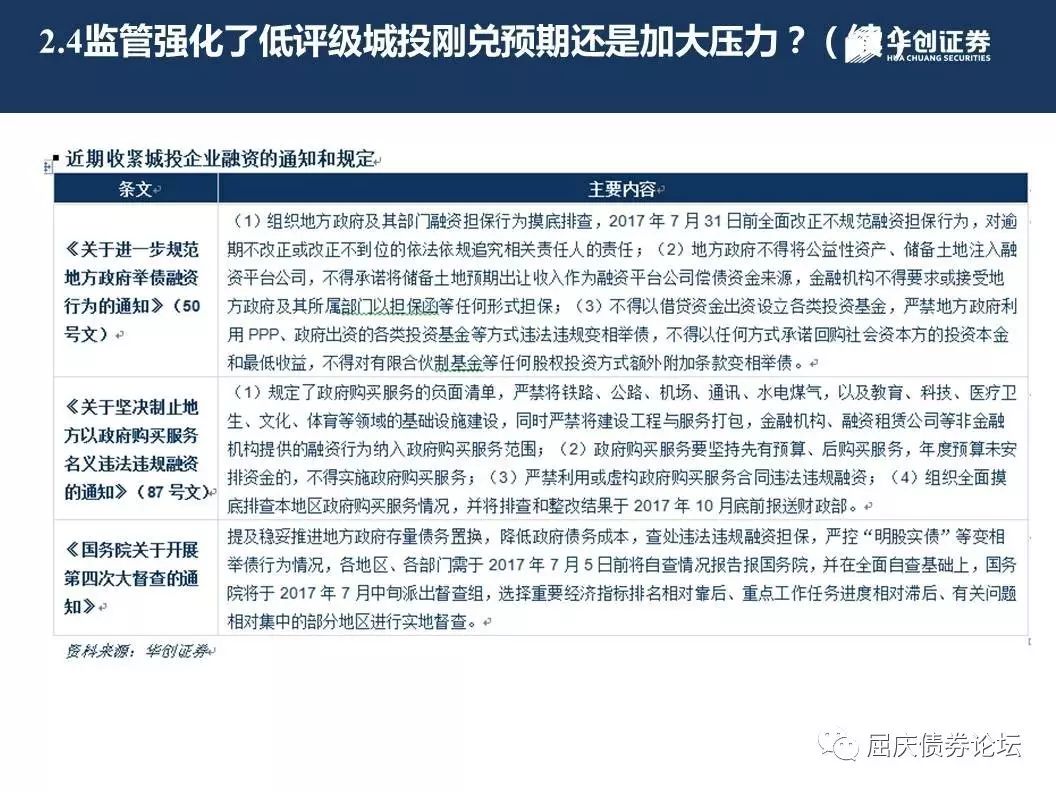 2.4监管强化了低评级城投刚兑预期还是加大压力？（续）
华创证券
HUA CHUANG SECURITIES
近期收紧城投企业融资的通知和规定
条文
主要内容
《关于进一步规范
地方政府举债融资
行为的通知》（50
号文）
（1）组织地方政府及其部门融资担保行为摸底排查，2017 年 7 月 31 日前全面改正不规范融资担保行为，对逾
期不改正或改正不到位的依法依规追究相关责任人的责任；（2）地方政府不得将公益性资产、储备土地注入融
资平台公司，不得承诺将储备土地预期出让收入作为融资平台公司偿债资金来源，金融机构不得要求或接受地
方政府及其所属部门以担保函等任何形式担保；（3）不得以借贷资金出资设立各类投资基金，严禁地方政府利
用 PPP、政府出资的各类投资基金等方式违法违规变相举债，不得以任何方式承诺回购社会资本方的投资本金
和最低收益，不得对有限合伙制基金等任何股权投资方式额外附加条款变相举债。
《关于坚决制止地
方以政府购买服务
名义违法违规融资
的通知》（87 号文）
（1）规定了政府购买服务的负面清单，严禁将铁路、公路、机场、通讯、水电煤气，以及教育、科技、医疗卫
生、文化、体育等领域的基础设施建设，同时严禁将建设工程与服务打包，金融机构、融资租赁公司等非金融
机构提供的融资行为纳入政府购买服务范围；（2）政府购买服务要坚持先有预算、后购买服务，年度预算未安
排资金的，不得实施政府购买服务；（3）严禁利用或虚构政府购买服务合同违法违规融资；（4）组织全面摸
底排查本地区政府购买服务情况，并将排查和整改结果于 2017 年 10 月底前报送财政部。
《国务院关于开展
第四次大督查的通
知》
提及稳妥推进地方政府存量债务置换，降低政府债务成本，查处违法违规融资担保，严控“明股实债”等变相
举债行为情况，各地区、各部门需于 2017 年 7 月 5 日前将自查情况报告报国务院，并在全面自查基础上，国务
院将于 2017 年 7 月中旬派出督查组，选择重要经济指标排名相对靠后、重点工作任务进度相对滞后、有关问题
相对集中的部分地区进行实地督查。
资料来源：华创证券
屈庆债券论坛